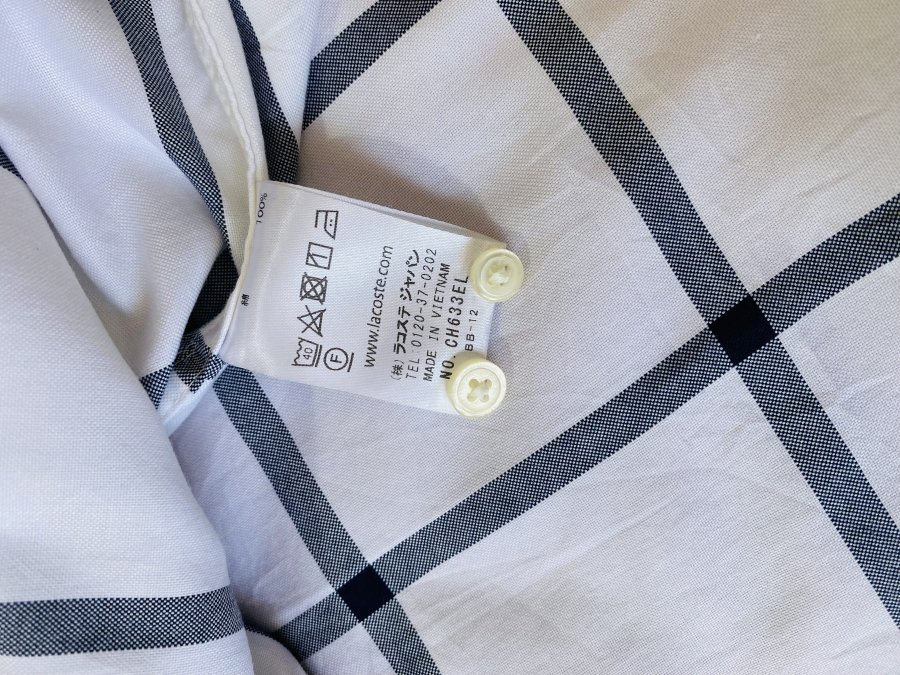 綿 100%
40
F
www.lacoste.com
(株) ラコステ ジャパン
TEL:0120-37-0202
MADE IN VIETNAM
NO. CH633EL
BB-12